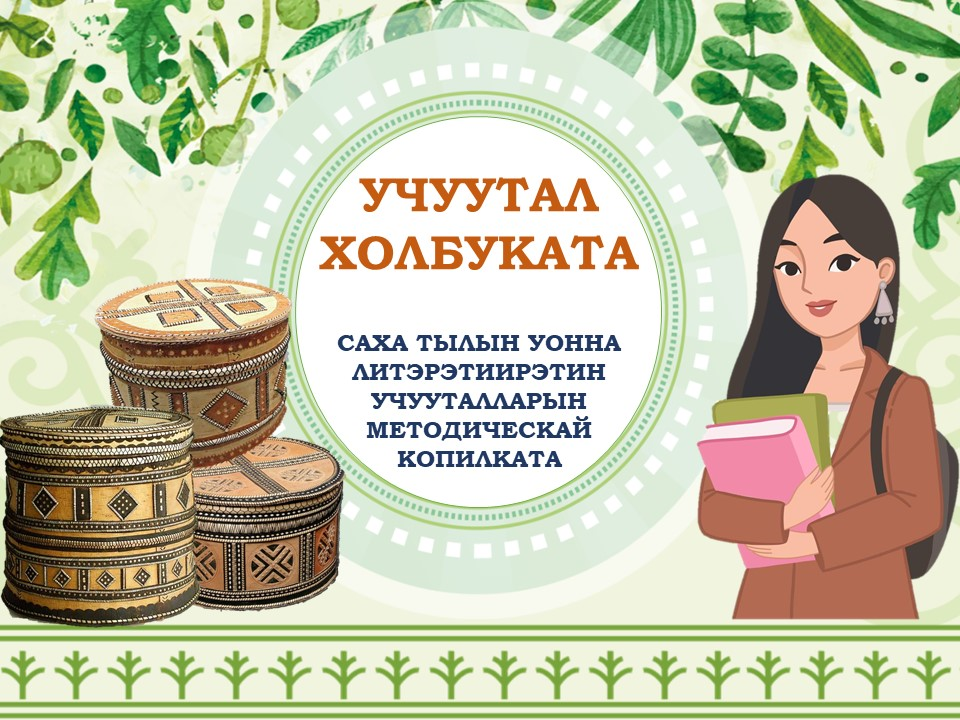 УЧУУТАЛ
ХОЛБУКАТА
САХА ТЫЛЫН УОННА
ЛИТЭРЭТИИРЭТИН
УЧУУТАЛЛАРЫН
МЕТОДИЧЕСКАЙ
КОПИЛКАТА